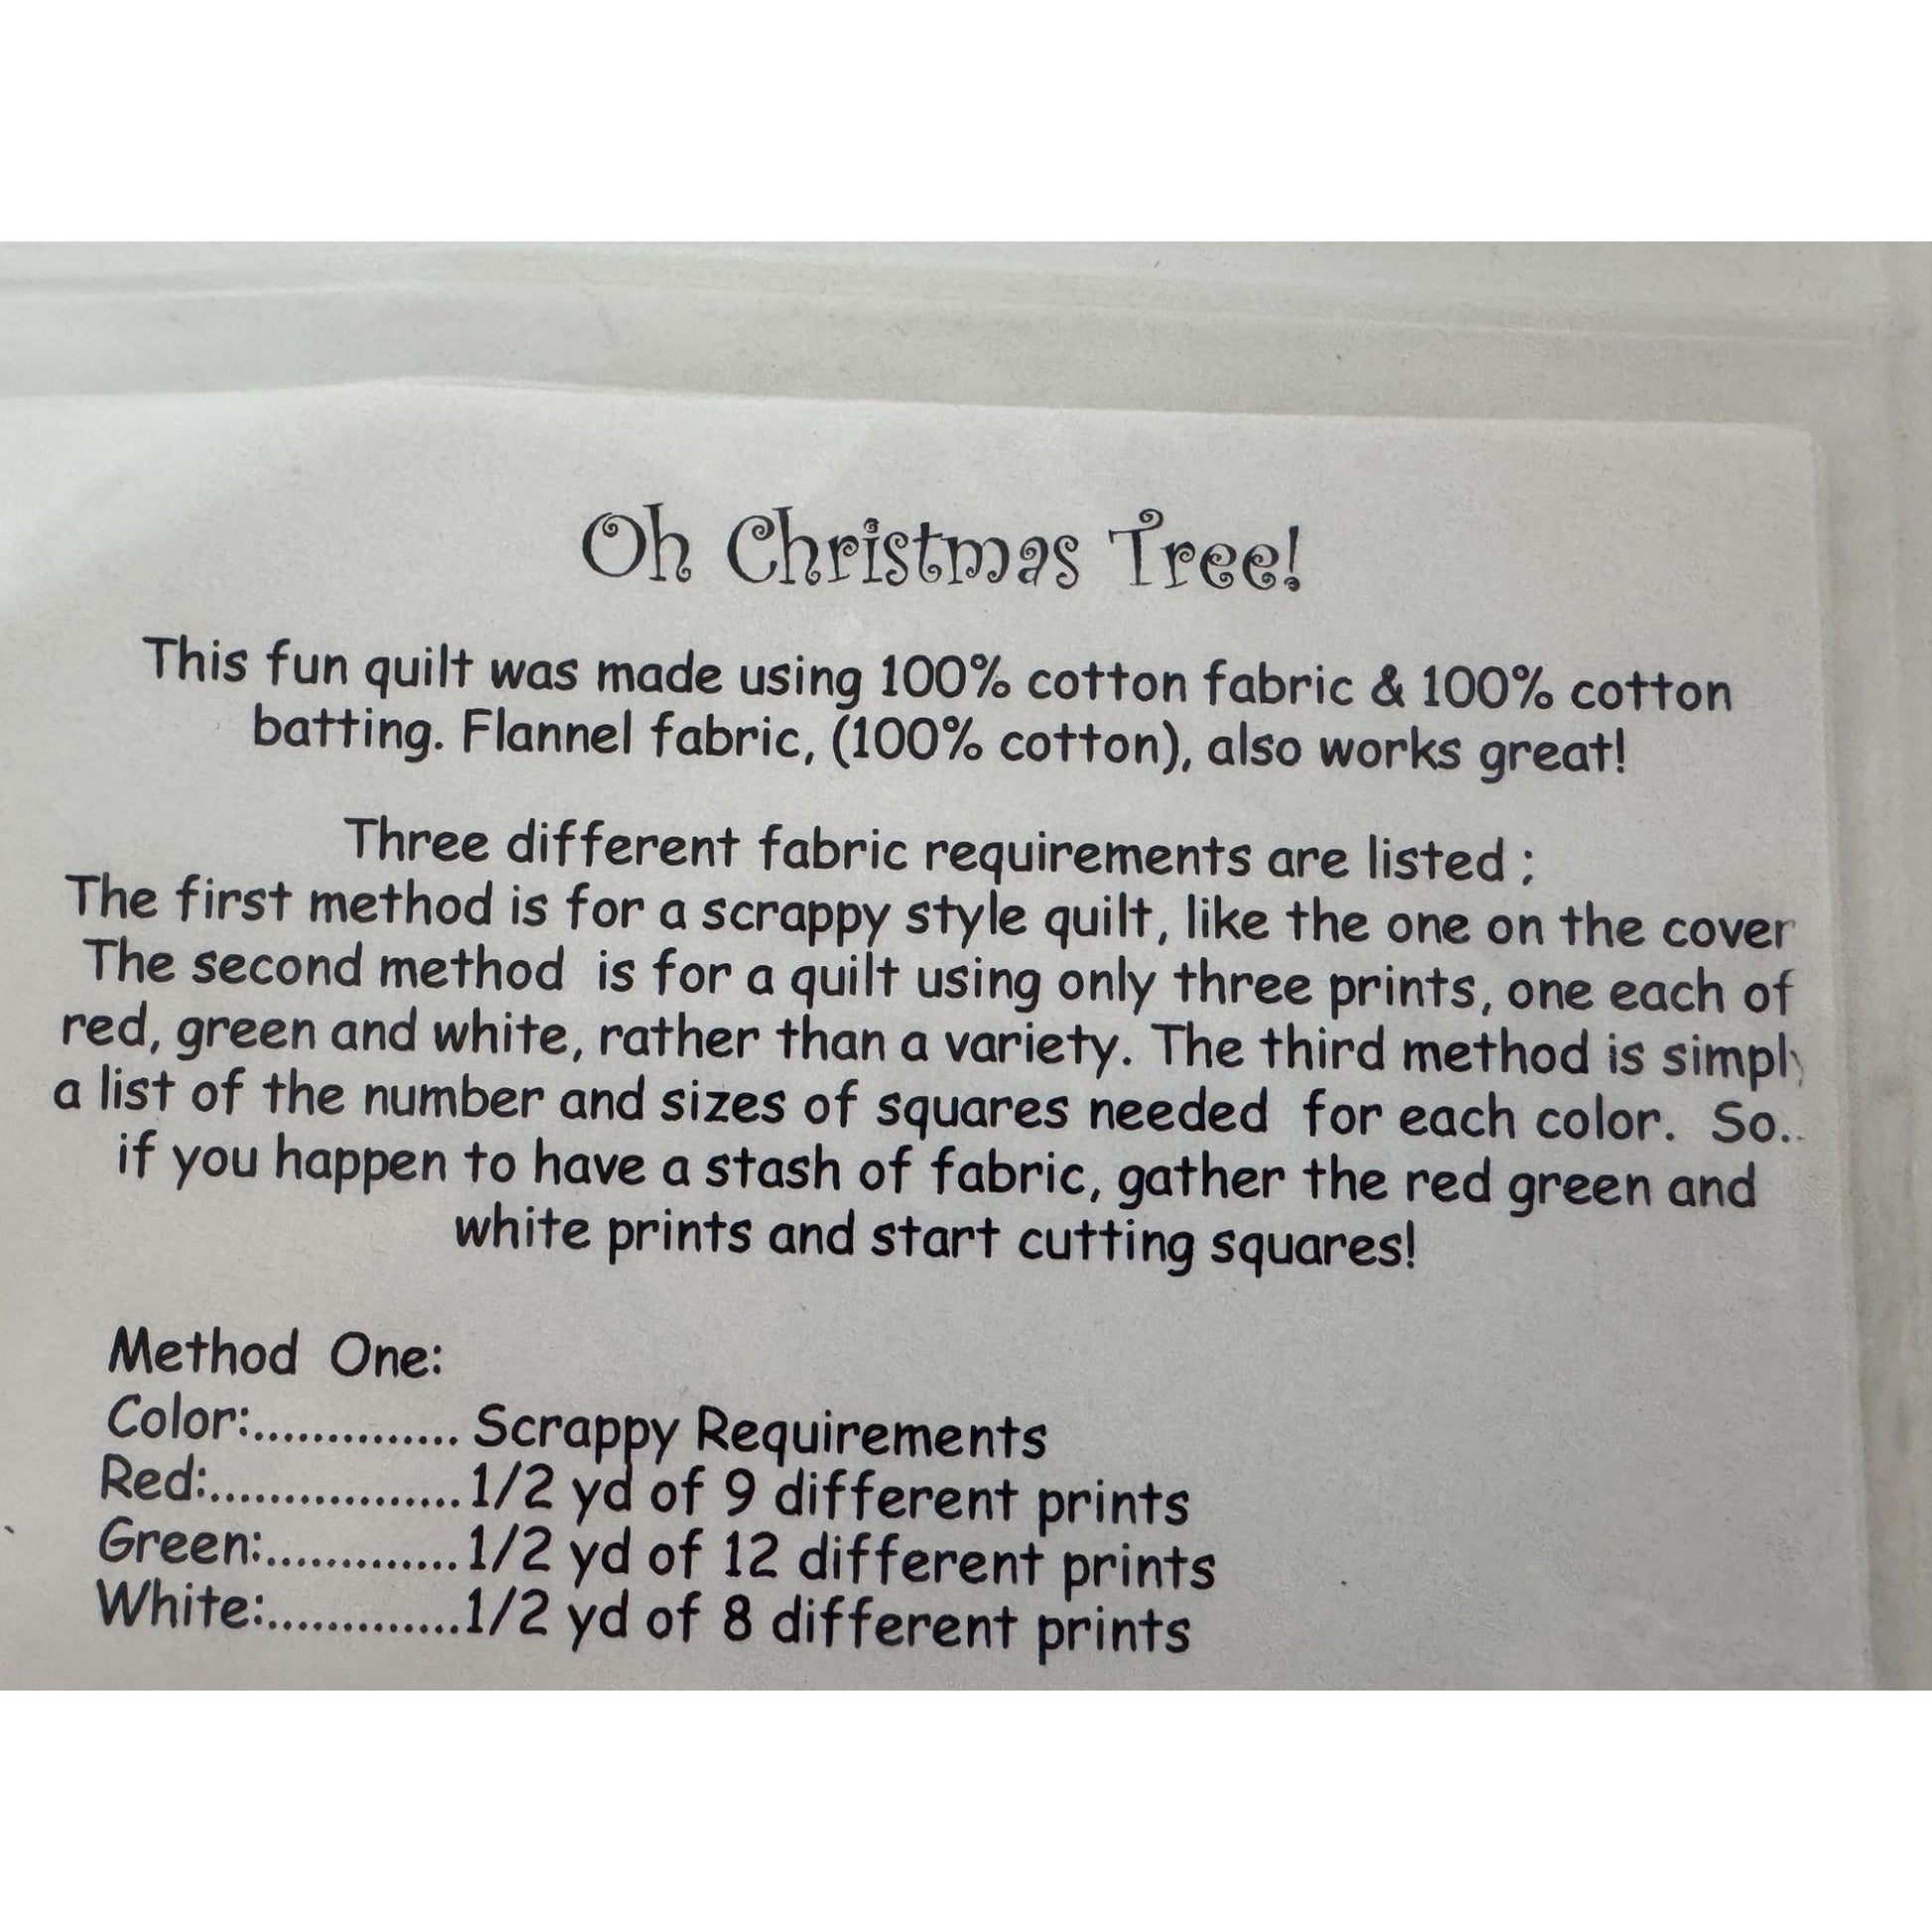 Oh Christmas Tree!
This fun quilt was made using 100% cotton fabric & 100% cotton
batting. Flannel fabric, (100% cotton), also works great!
Three different fabric requirements are listed ;
The first method is for a scrappy style quilt, like the one on the cover
The second method is for a quilt using only three prints, one each of
red, green and white, rather than a variety. The third method is simply
a list of the number and sizes of squares needed for each color. So..
if you happen to have a stash of fabric, gather the red green and
white prints and start cutting squares!
Method One:
Color:.............. Scrappy Requirements
Red:.................1/2 yd of 9 different prints
Green:.............1/2 yd of 12 different prints
White:.............1/2 yd of 8 different prints